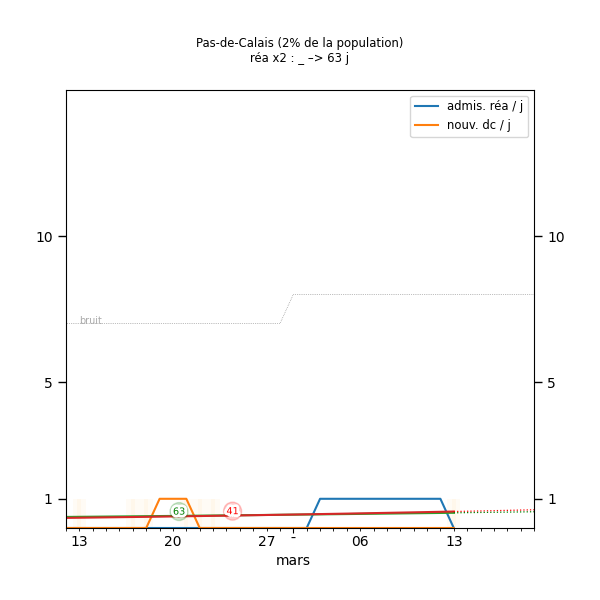 Pas-de-Calais (2% de la population)
réa x2 : _ –> 63 j
admis. réa / j
nouv. dc / j
10
10
bruit
5
5
1
1
63
41
13
20
27
-
06
13
mars